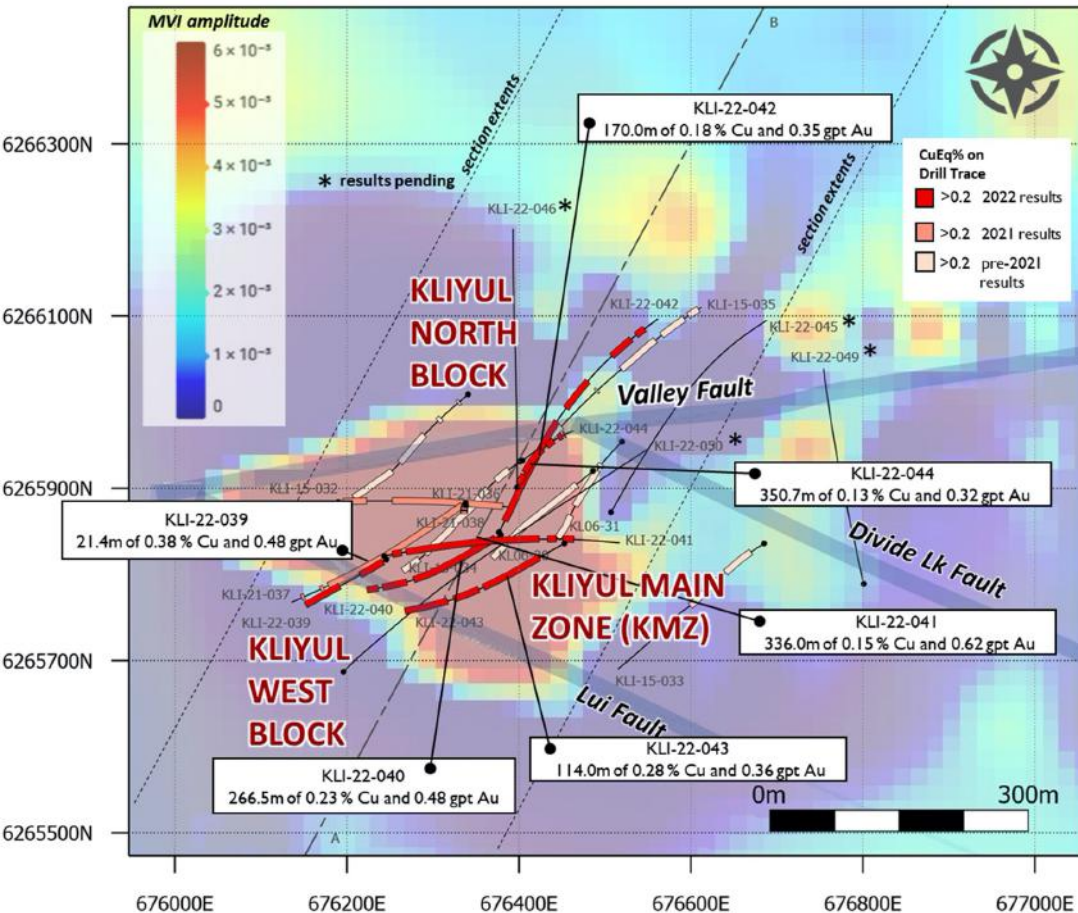 MVI amplitude
6 × 10⁻³
5 × 10⁻³
4 × 10⁻³
3 × 10⁻³
2 × 10⁻³
1 × 10⁻³
0
B
section extents
KLI-22-042
170.0m of 0.18 % Cu and 0.35 gpt Au
6266300N
CuEq% on
Drill Trace
>0.2 2022 results
>0.2 2021 results
>0.2 pre-2021
results
* results pending
KLI-22-046 *
section extents
6266100N
KLIYUL
NORTH
BLOCK
KLI-22-042
KLI-15-035
KLI-22-045 *
KLI-22-049 *
Valley Fault
KLI-22-044
KLI-22-050 *
KLI-22-044
350.7m of 0.13 % Cu and 0.32 gpt Au
6265900N
KLI-15-032
KLI-21-036
KLI-21-038
KL06-31
KLI-22-041
KLI-22-039
21.4m of 0.38 % Cu and 0.48 gpt Au
Divide Lk Fault
KLI-21-037
KLI-22-040
KLI-22-039
KLI-22-043
KLIYUL MAIN
ZONE (KMZ)
KLI-22-041
336.0m of 0.15 % Cu and 0.62 gpt Au
6265700N
KLIYUL
WEST
BLOCK
KLI-15-033
Lui Fault
KLI-22-043
114.0m of 0.28 % Cu and 0.36 gpt Au
KLI-22-040
266.5m of 0.23 % Cu and 0.48 gpt Au
0m 300m
6265500N
A
676000E 676200E 676400E 676600E 676800E 677000E